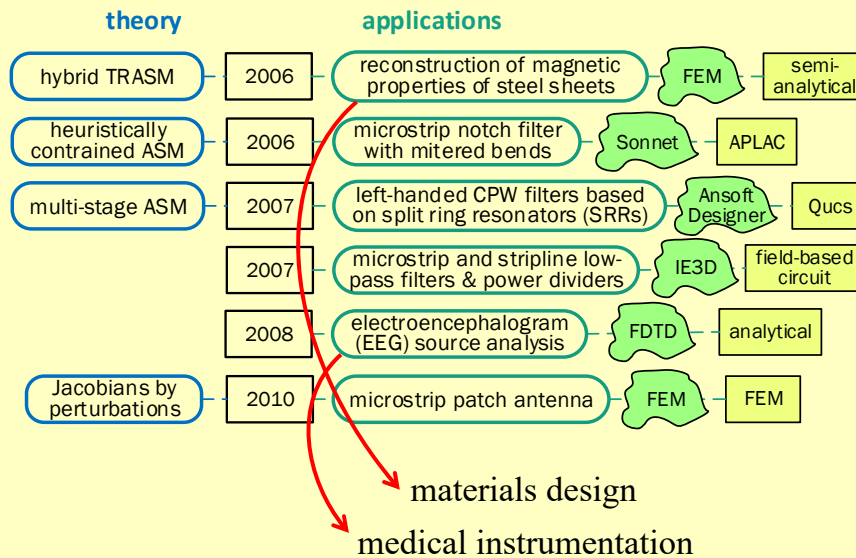 theory applications
hybrid TRASM 2006 reconstruction of magnetic properties of steel sheets FEM semi-analytical
heuristically contrained ASM 2006 microstrip notch filter with mitered bends Sonnet APLAC
multi-stage ASM 2007 left-handed CPW filters based on split ring resonators (SRRs) Ansoft Designer Qucs
2007 microstrip and stripline low-pass filters & power dividers IE3D field-based circuit
2008 electroencephalogram (EEG) source analysis FDTD analytical
Jacobians by perturbations 2010 microstrip patch antenna FEM FEM
materials design
medical instrumentation